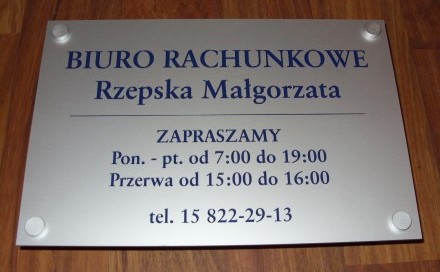 BIURO RACHUNKOWE
Rzepska Małgorzata
ZAPRASZAMY
Pon. - pt. od 7:00 do 19:00
Przerwa od 15:00 do 16:00
tel. 15 822-29-13